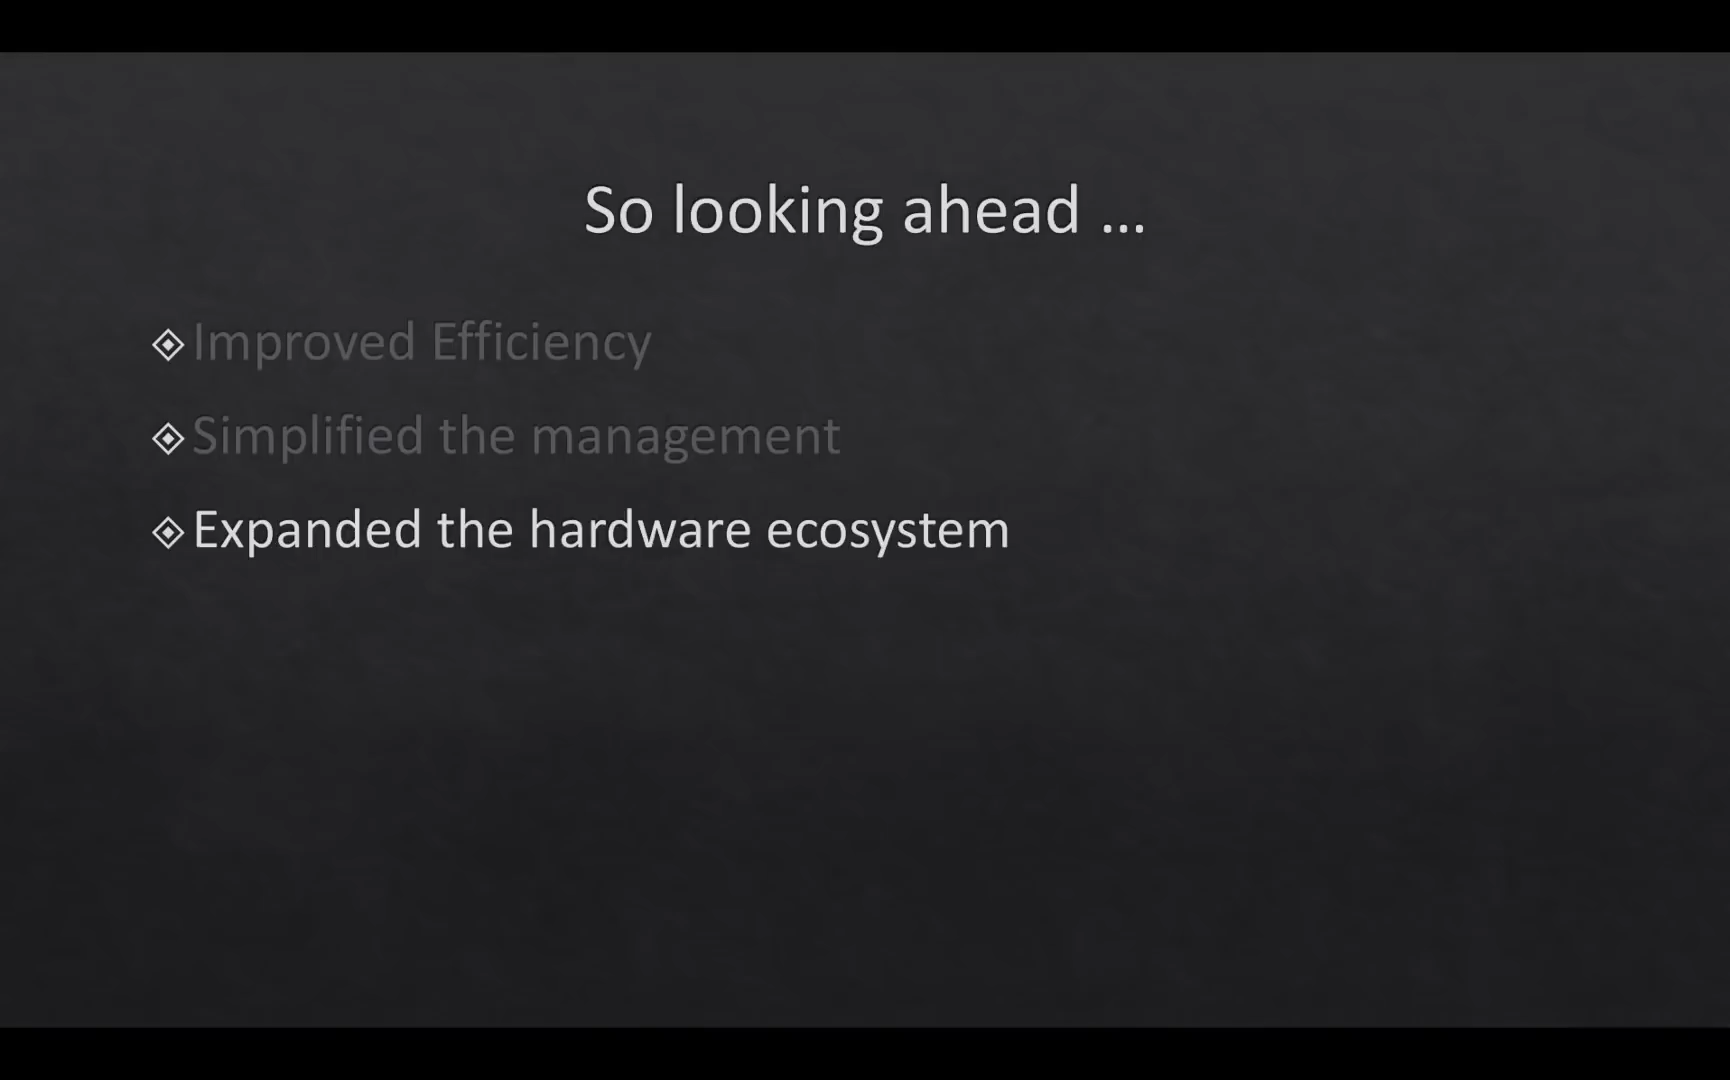 So looking ahead ...
Improved Efficiency
Simplified the management
Expanded the hardware ecosystem